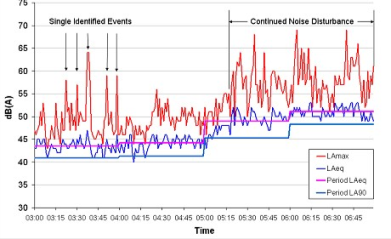 75
70
65
60
55
50
45
40
35
30
dB(A)
Single Identified Events
Continued Noise Disturbance
LAmax
LAeq
Period LAeq
Period LA90
03:00 03:15 03:30 03:45 04:00 04:15 04:30 04:45 05:00 05:15 05:30 05:45 06:00 06:15 06:30 06:45
Time